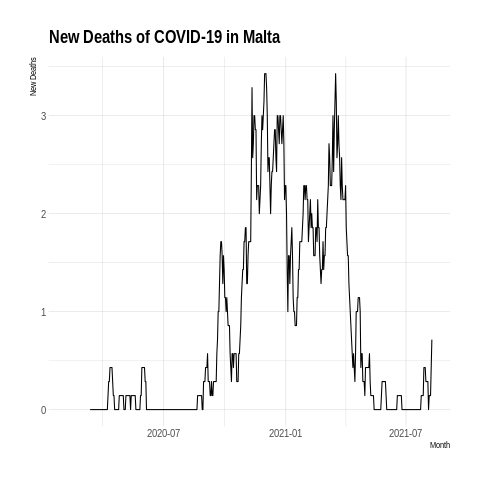 New Deaths of COVID-19 in Malta
New Deaths
3
2
1
0
2020-07
2021-01
2021-07
Month